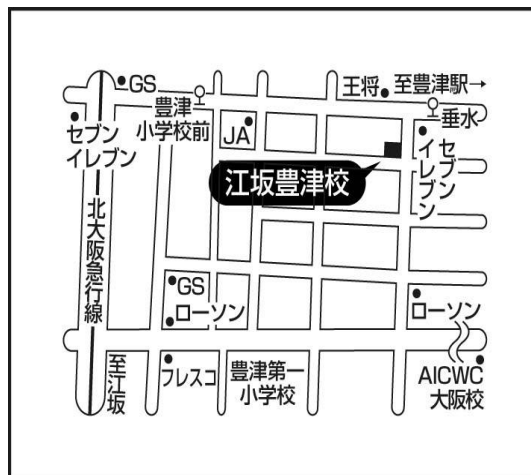 GS
王将
至豊津駅→
豊津
小学校前
JA
垂水
セブン
イレブン
セブン
イレブン
江坂豊津校
北大阪急行線
GS
ローソン
ローソン
至江坂
フレスコ
豊津第一
小学校
AICWC
大阪校